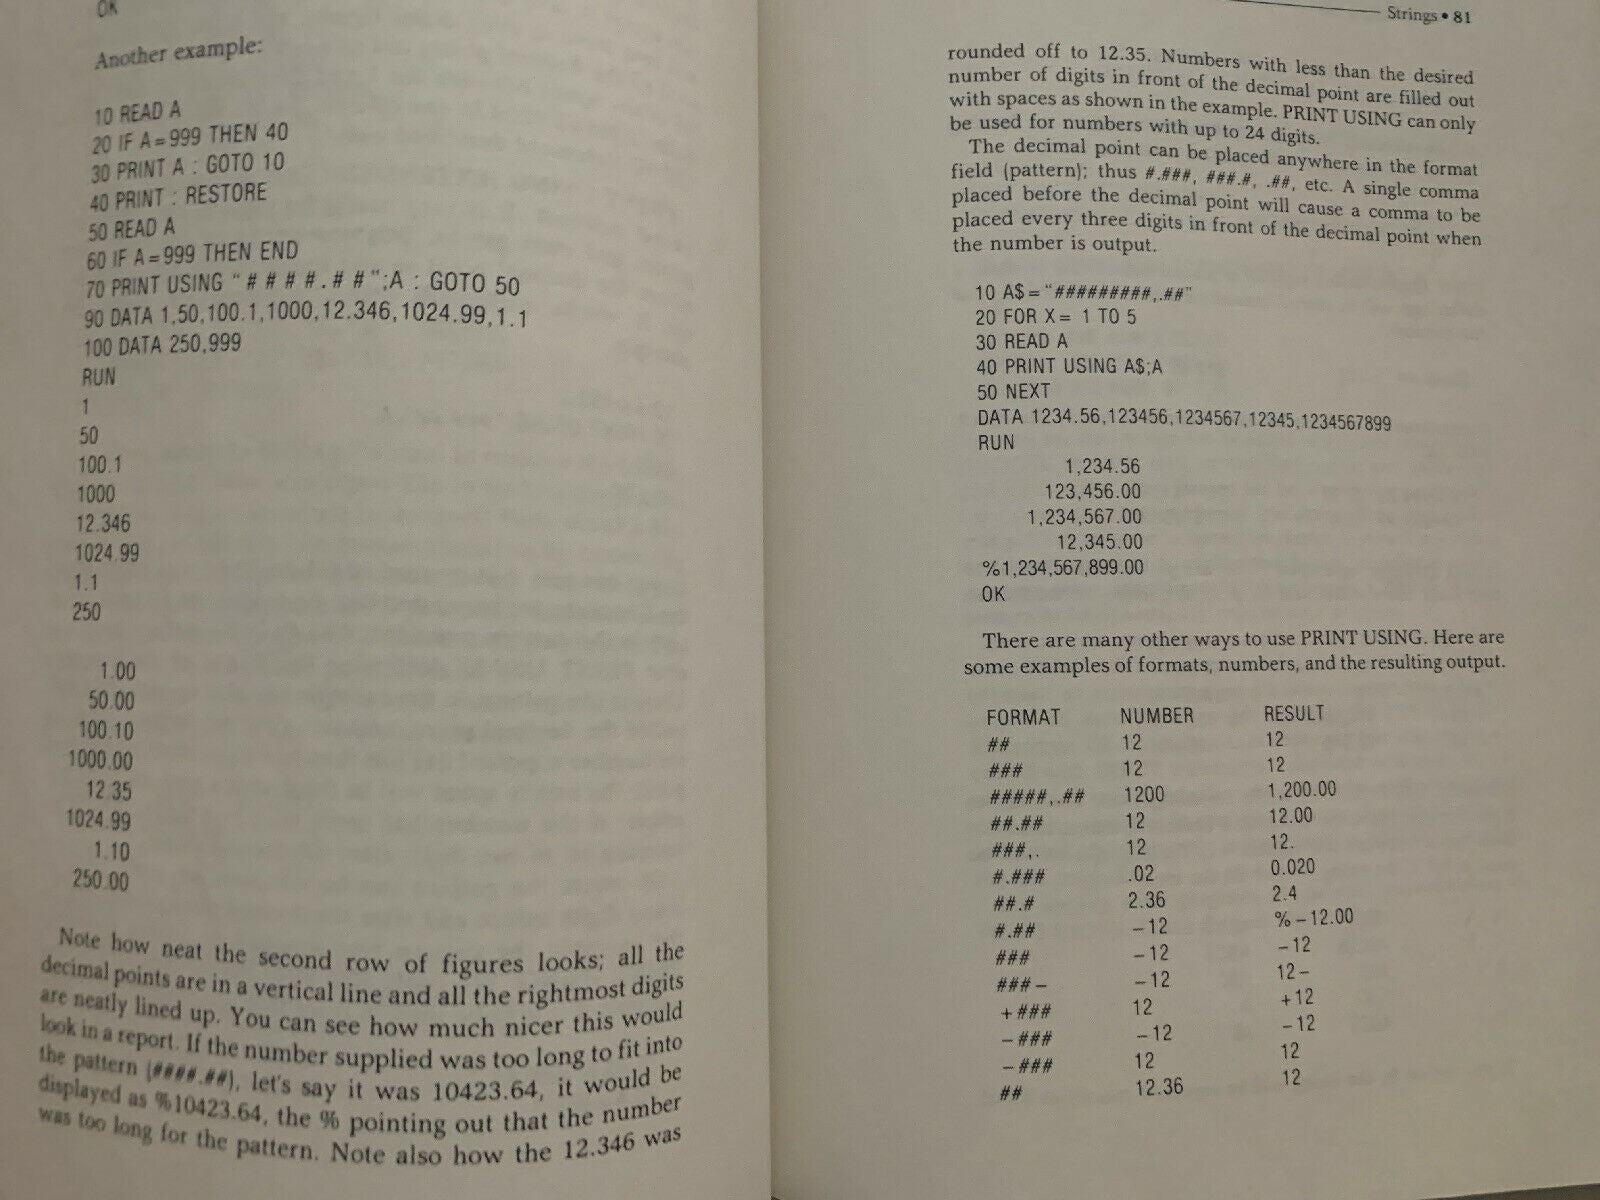 OK
Another example:
10 READ A
20 IF A=999 THEN 40
30 PRINT A : GOTO 10
40 PRINT : RESTORE
50 READ A
60 IF A=999 THEN END
70 PRINT USING "####.##";A : GOTO 50
90 DATA 1,50,100.1,1000,12.346,1024.99,1.1
100 DATA 250,999
RUN
1
50
100.1
1000
12.346
1024.99
1.1
250
1.00
50.00
100.10
1000.00
12.35
1024.99
1.10
250.00
Note how neat the second row of figures looks; all the
decimal points are in a vertical line and all the rightmost digits
are neatly lined up. You can see how much nicer this would
look in a report. If the number supplied was too long to fit into
the pattern (####.##), let's say it was 10423.64, it would be
displayed as %10423.64, the % pointing out that the number
was too long for the pattern. Note also how the 12.346 was
Strings • 81
rounded off to 12.35. Numbers with less than the desired
number of digits in front of the decimal point are filled out
with spaces as shown in the example. PRINT USING can only
be used for numbers with up to 24 digits.
The decimal point can be placed anywhere in the format
field (pattern); thus #.###, ###.#, .##, etc. A single comma
placed before the decimal point will cause a comma to be
placed every three digits in front of the decimal point when
the number is output.
10 A$="#########,.##"
20 FOR X= 1 TO 5
30 READ A
40 PRINT USING A$;A
50 NEXT
DATA 1234.56,123456,1234567,12345,1234567899
RUN
1,234.56
123,456.00
1,234,567.00
12,345.00
%1,234,567,899.00
OK
There are many other ways to use PRINT USING. Here are
some examples of formats, numbers, and the resulting output.
FORMAT NUMBER RESULT
## 12 12
### 12 12
#####,.## 1200 1,200.00
##.## 12 12.00
###,. 12 12.
#.### .02 0.020
##.# 2.36 2.4
#.## −12 % −12.00
### −12 −12
###− −12 12−
+### 12 +12
−### −12 −12
−### 12 12
## 12.36 12